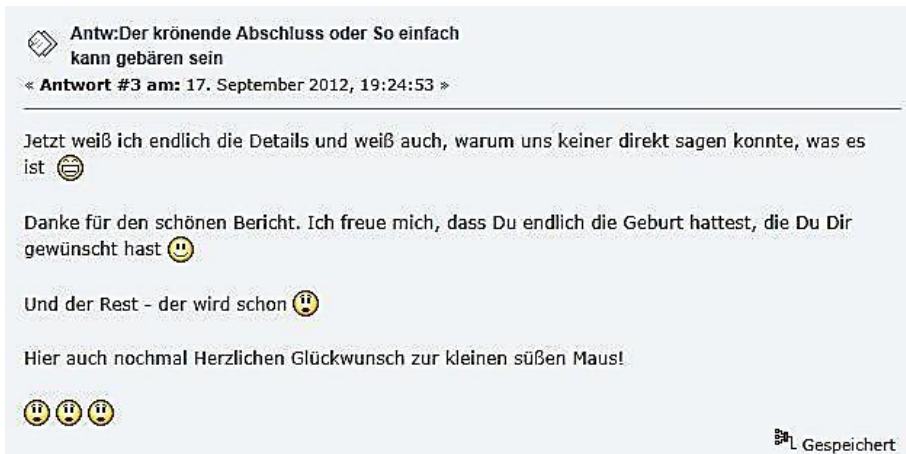 Antw:Der krönende Abschluss oder So einfach
kann gebären sein
« Antwort #3 am: 17. September 2012, 19:24:53 »
Jetzt weiß ich endlich die Details und weiß auch, warum uns keiner direkt sagen konnte, was es
ist
Danke für den schönen Bericht. Ich freue mich, dass Du endlich die Geburt hattest, die Du Dir
gewünscht hast
Und der Rest - der wird schon
Hier auch nochmal Herzlichen Glückwunsch zur kleinen süßen Maus!
Gespeichert